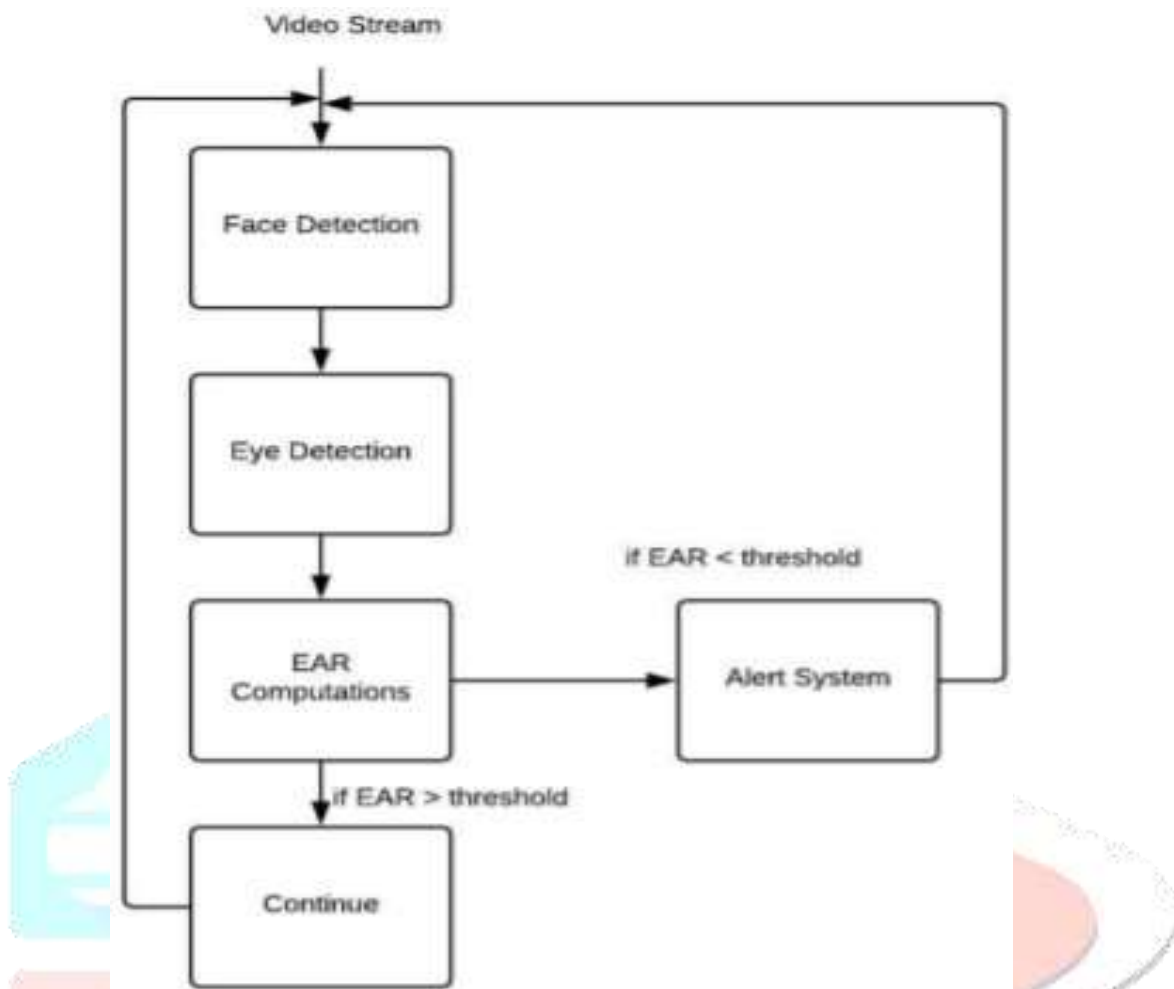 Video Stream
Face Detection
Eye Detection
if EAR < threshold
EAR
Computations
Alert System
if EAR > threshold
Continue